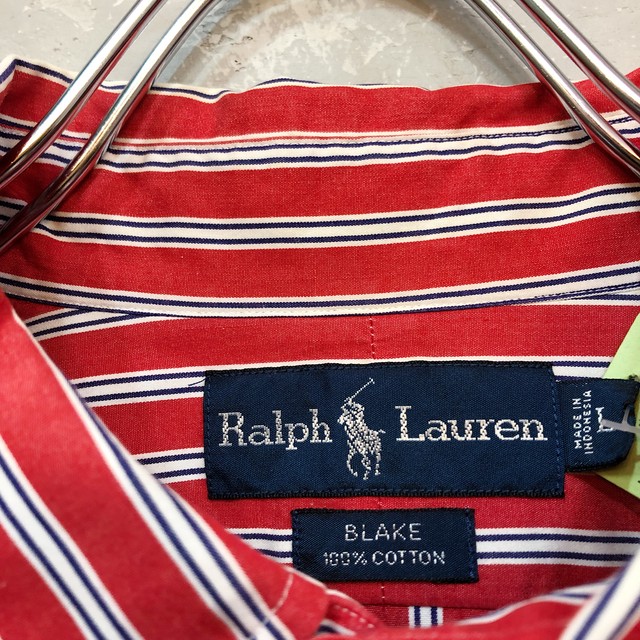 Ralph Lauren
MADE IN
INDONESIA
L
BLAKE
100% COTTON